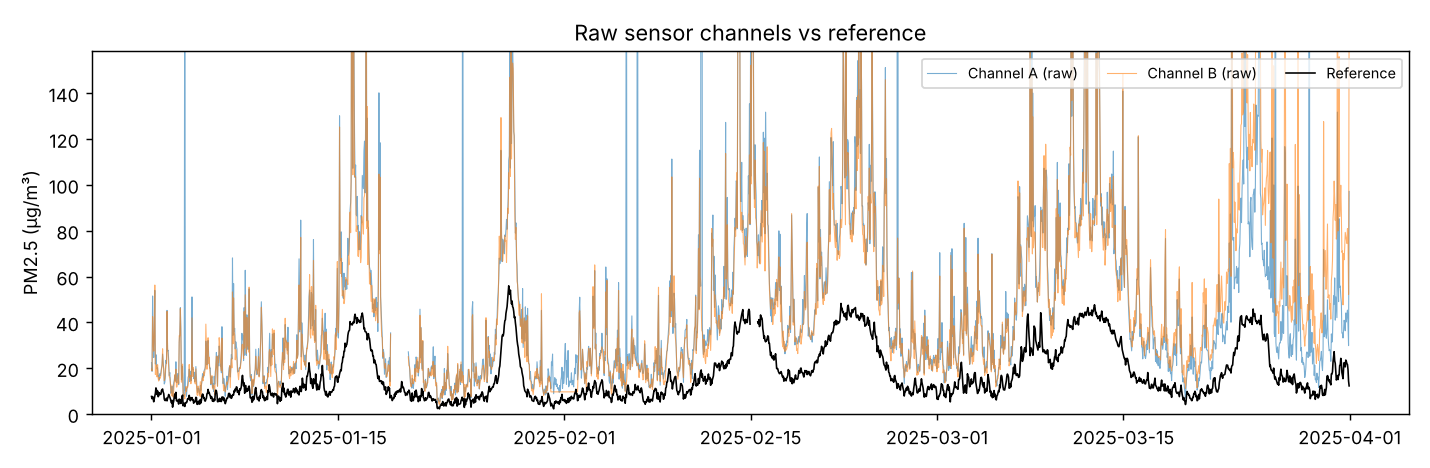 Raw sensor channels vs reference
Channel A (raw) Channel B (raw) Reference
PM2.5 (µg/m³)
140
120
100
80
60
40
20
0
2025-01-01 2025-01-15 2025-02-01 2025-02-15 2025-03-01 2025-03-15 2025-04-01